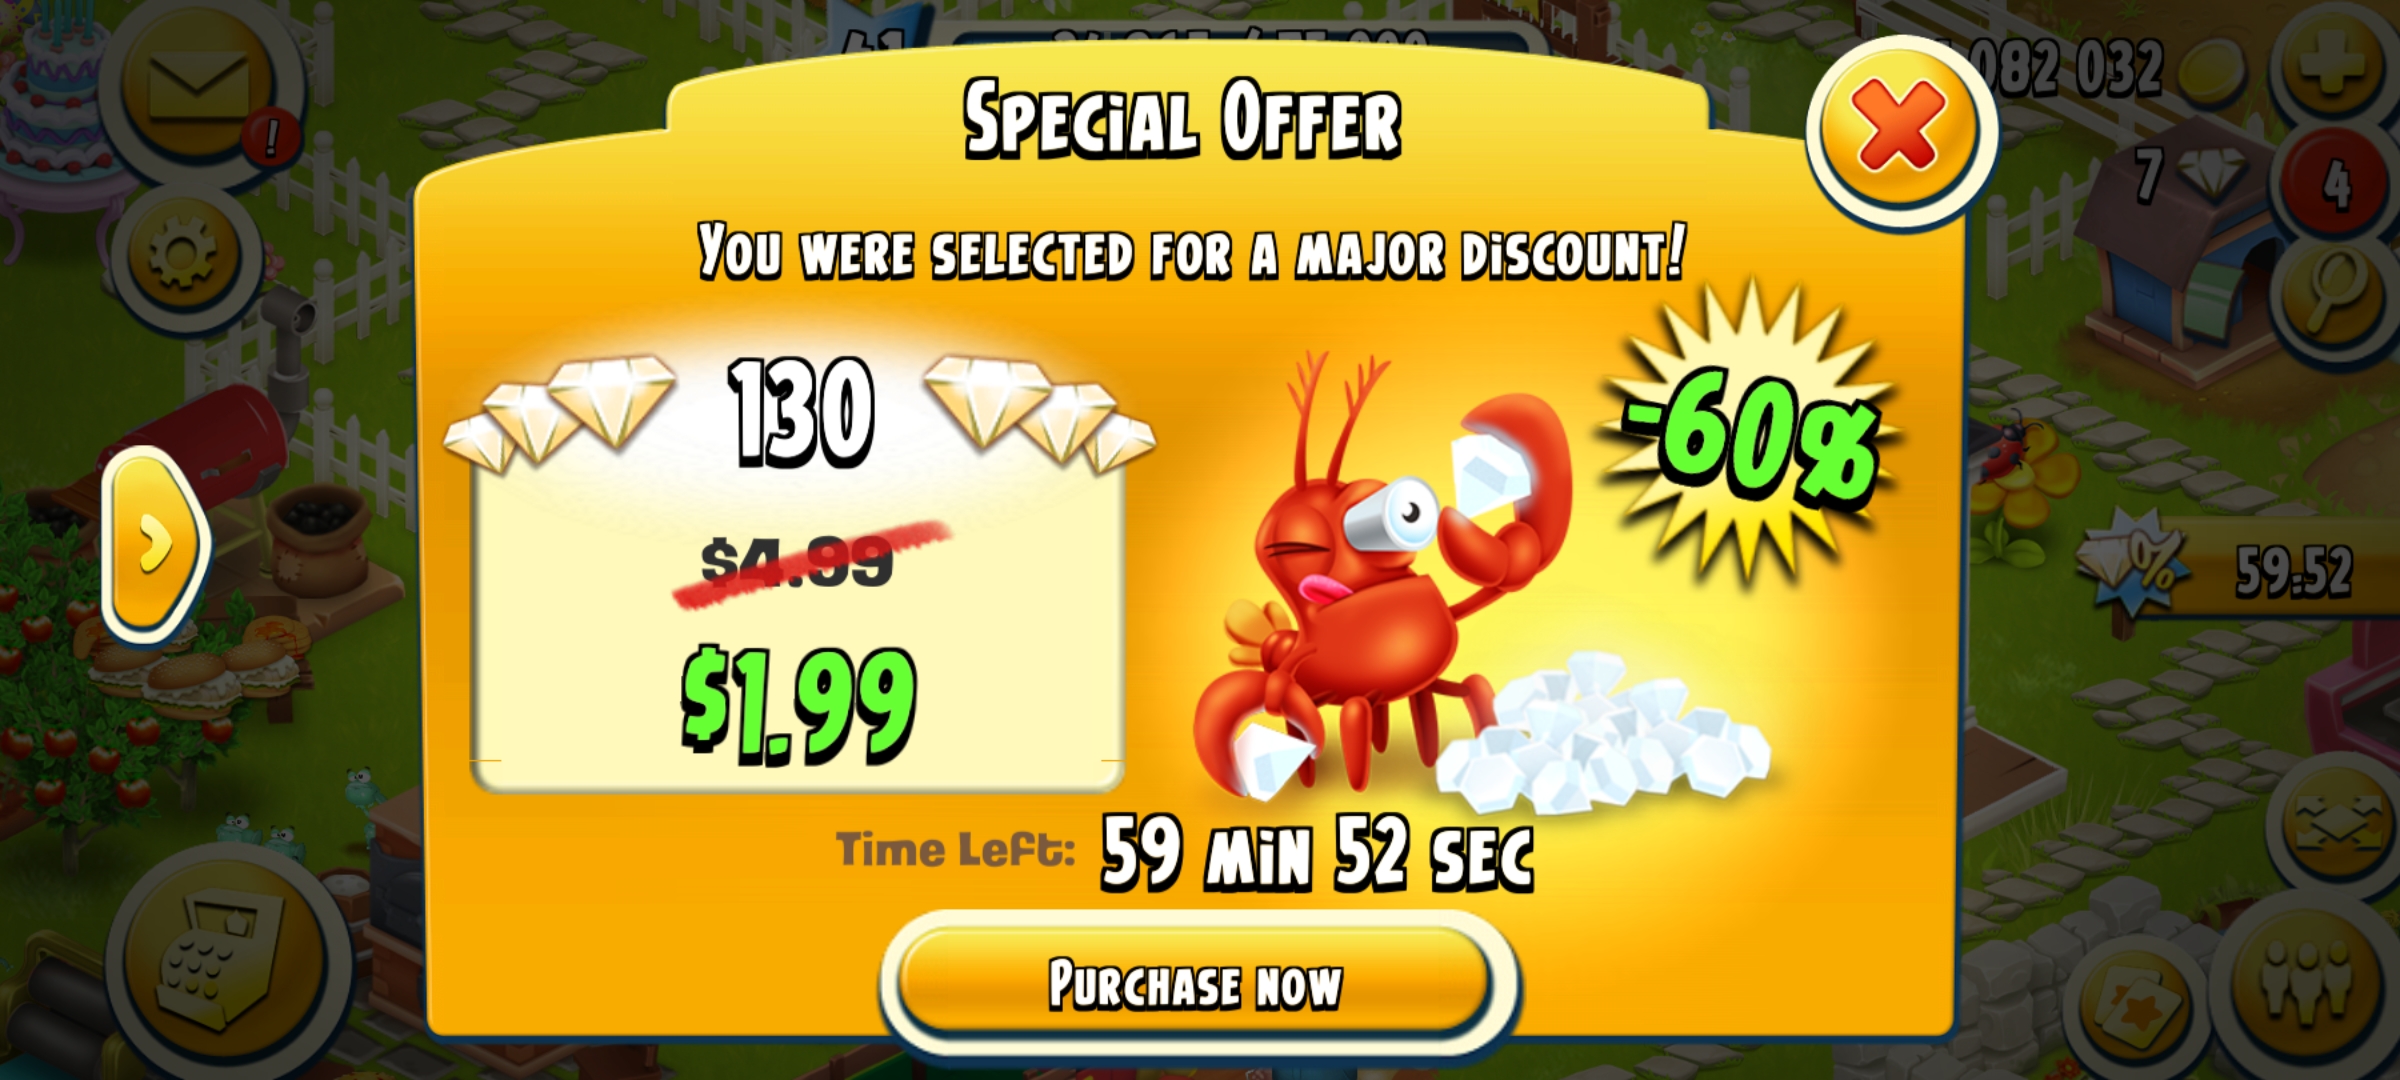 Special Offer
082 032
!
7
4
You were selected for a major discount!
130
-60%
$4.99
$1.99
%
59:52
Time Left: 59 min 52 sec
Purchase now